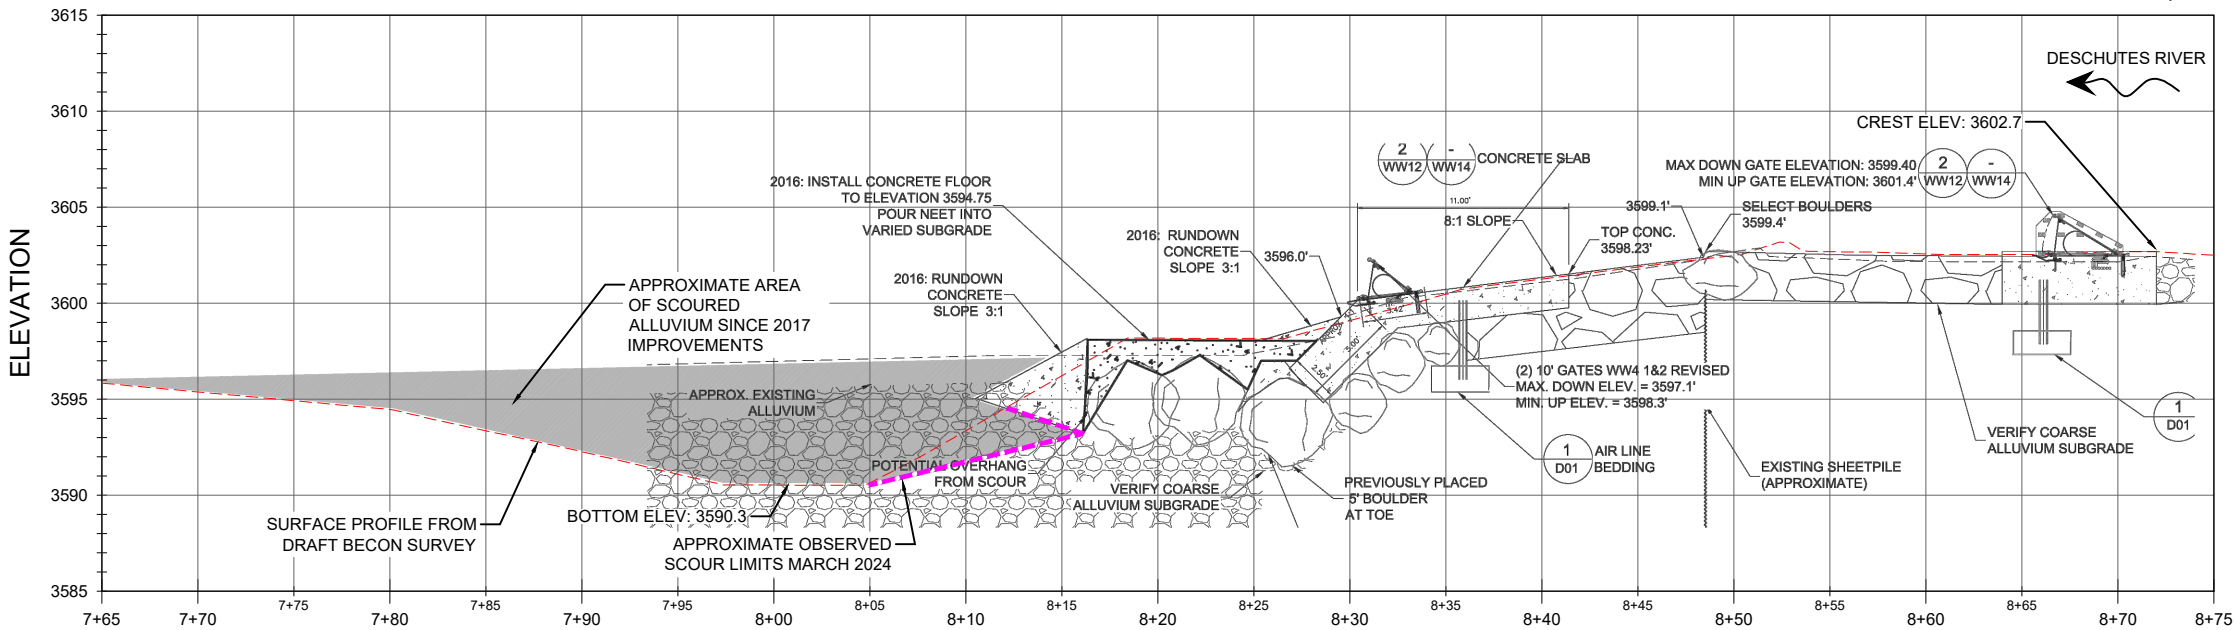 DESCHUTES RIVER
CREST ELEV: 3602.7
2
WW12
-
WW14
CONCRETE SLAB
MAX DOWN GATE ELEVATION: 3599.40
MIN UP GATE ELEVATION: 3601.4'
2
WW12
-
WW14
2016: INSTALL CONCRETE FLOOR
TO ELEVATION 3594.75
POUR NEET INTO
VARIED SUBGRADE
11.00'
8:1 SLOPE
3599.1'
SELECT BOULDERS
3599.4'
TOP CONC.
3598.23'
2016: RUNDOWN
CONCRETE
SLOPE 3:1
3596.0'
2016: RUNDOWN
CONCRETE
SLOPE 3:1
APPROXIMATE AREA
OF SCOURED
ALLUVIUM SINCE 2017
IMPROVEMENTS
APPROX. EXISTING
ALLUVIUM
5.00'
2.50'
(2) 10' GATES WW4 1&2 REVISED
MAX. DOWN ELEV. = 3597.1'
MIN. UP ELEV. = 3598.3'
1
D01
AIR LINE
BEDDING
1
D01
VERIFY COARSE
ALLUVIUM SUBGRADE
EXISTING SHEETPILE
(APPROXIMATE)
POTENTIAL OVERHANG
FROM SCOUR
VERIFY COARSE
ALLUVIUM SUBGRADE
PREVIOUSLY PLACED
5' BOULDER
AT TOE
BOTTOM ELEV: 3590.3
SURFACE PROFILE FROM
DRAFT BECON SURVEY
APPROXIMATE OBSERVED
SCOUR LIMITS MARCH 2024
ELEVATION
3615
3610
3605
3600
3595
3590
3585
7+65
7+70
7+75
7+80
7+85
7+90
7+95
8+00
8+05
8+10
8+15
8+20
8+25
8+30
8+35
8+40
8+45
8+50
8+55
8+60
8+65
8+70
8+75